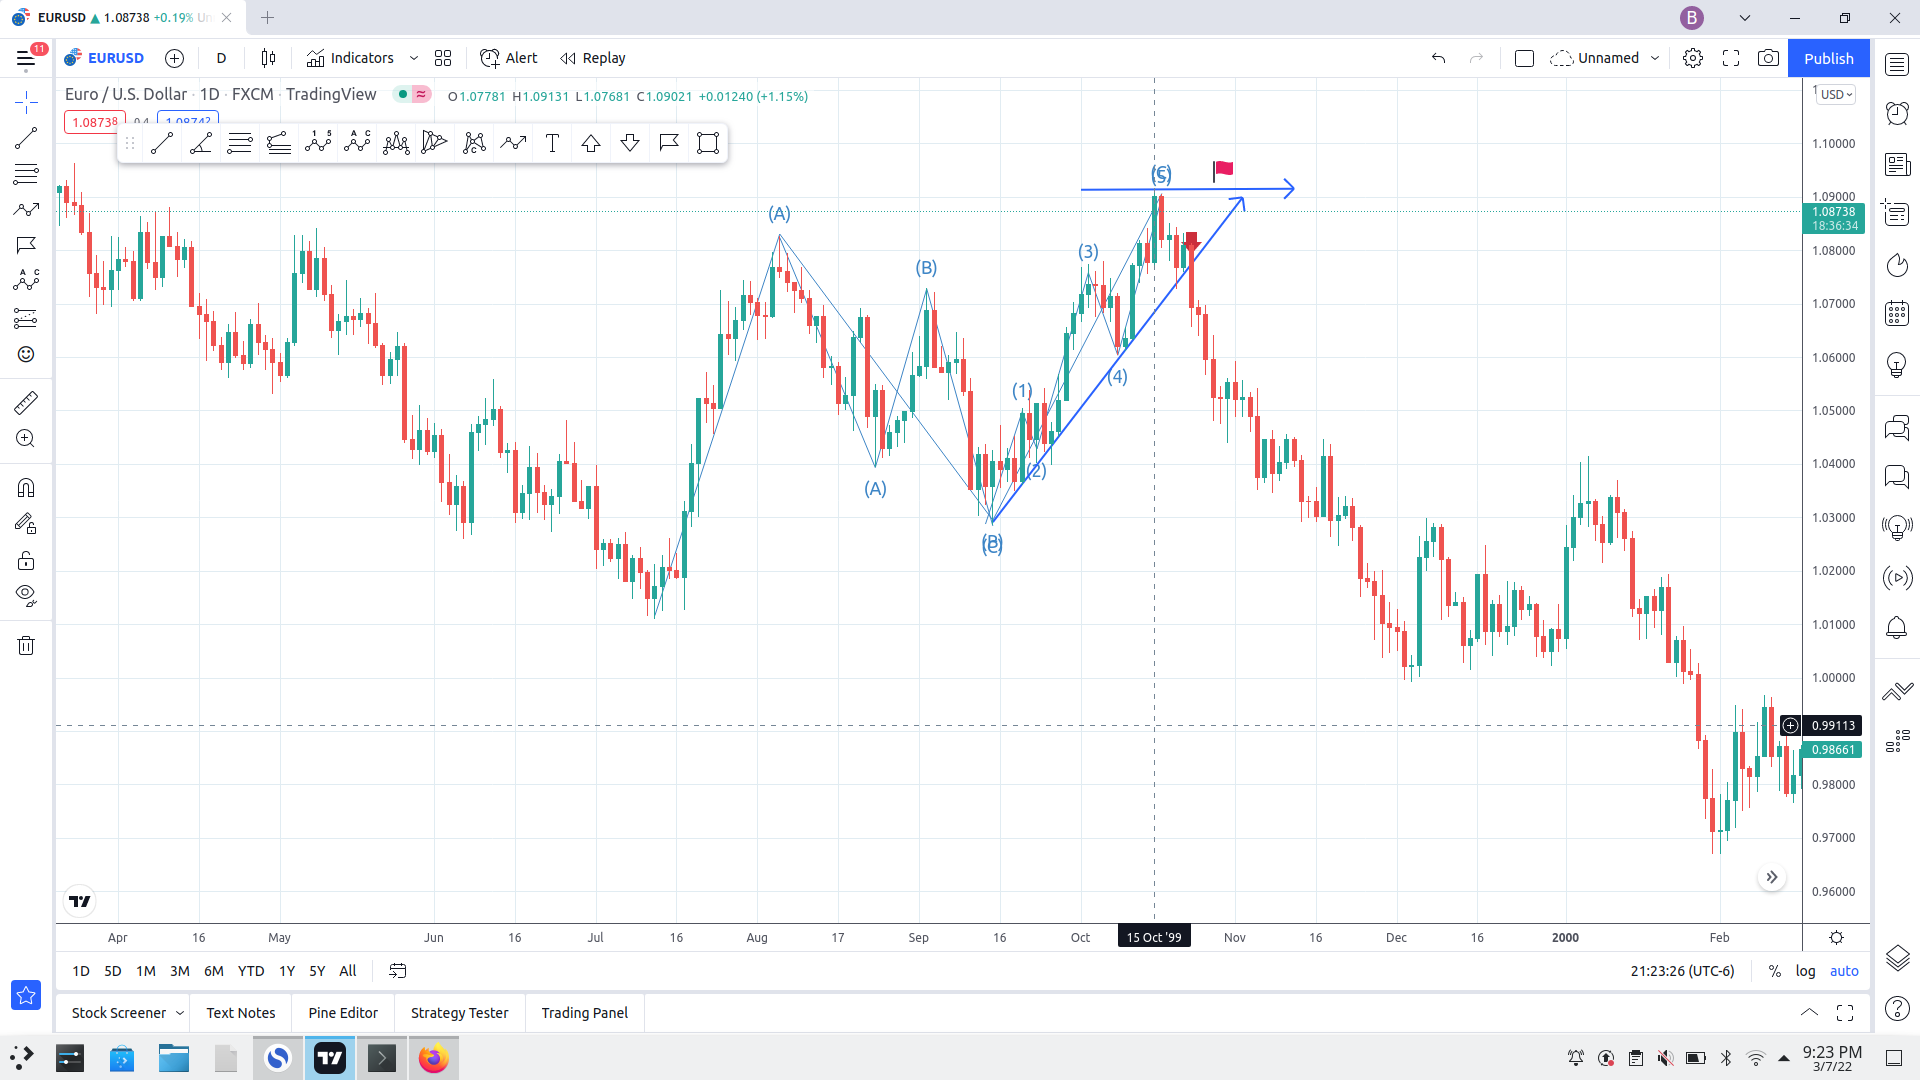 EURUSD ▲ 1.08738 +0.19% Un
B
11
EURUSD
D
Indicators
Alert
Replay
Unnamed
Publish
Euro / U.S. Dollar · 1D · FXCM · TradingView
O1.07781 H1.09131 L1.07681 C1.09021 +0.01240 (+1.15%)
USD
1.08738
0.4
1.08742
1.10000
1.09000
1.08738
18:36:34
1.08000
1.07000
1.06000
1.05000
1.04000
1.03000
1.02000
1.01000
1.00000
0.99113
0.98661
0.98000
0.97000
0.96000
(A)
(B)
(A)
(1)
(2)
(3)
(4)
Apr 16 May Jun 16 Jul 16 Aug 17 Sep 16 Oct 15 Oct '99 Nov 16 Dec 16 2000 Feb
1D 5D 1M 3M 6M YTD 1Y 5Y All
21:23:26 (UTC-6) % log auto
Stock Screener Text Notes Pine Editor Strategy Tester Trading Panel
9:23 PM
3/7/22